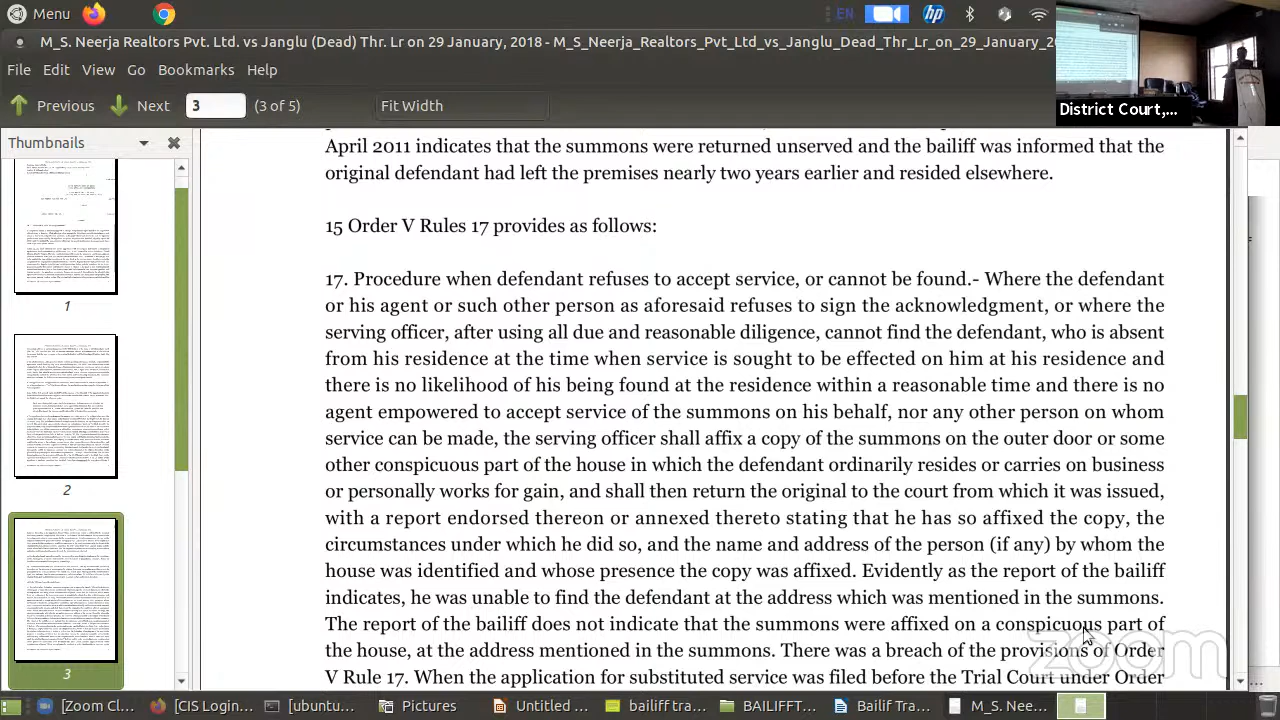 Menu
EN
M_S. Neerja Realtors Pvt. Ltd. vs Janglu (Dead)
File Edit View Go Bookmarks Help
Previous Next 3 (3 of 5) Fit Width
District Court,...
Thumbnails
1
2
3
April 2011 indicates that the summons were returned unserved and the bailiff was informed that the
original defendant had left the premises nearly two years earlier and resided elsewhere.
15 Order V Rules 17 provides as follows:
17. Procedure when defendant refuses to accept service, or cannot be found.- Where the defendant
or his agent or such other person as aforesaid refuses to sign the acknowledgment, or where the
serving officer, after using all due and reasonable diligence, cannot find the defendant, who is absent
from his residence at the time when service is sought to be effected on him at his residence and
there is no likelihood of his being found at the residence within a reasonable time and there is no
agent empowered to accept service of the summons on his behalf, nor any other person on whom
service can be made, the serving officer shall affix a copy of the summons on the outer door or some
other conspicuous part of the house in which the defendant ordinarily resides or carries on business
or personally works for gain, and shall then return the original to the court from which it was issued,
with a report endorsed thereon or annexed thereto stating that he has so affixed the copy, the
circumstances under which he did so, and the name and address of the person (if any) by whom the
house was identified and in whose presence the copy was affixed. Evidently as the report of the bailiff
indicates, he was unable to find the defendant at the address which was mentioned in the summons.
The report of the bailiff does not indicate that the summons were affixed on a conspicuous part of
the house, at the address mentioned in the summons. There was a breach of the provisions of Order
V Rule 17. When the application for substituted service was filed before the Trial Court under Order
zoom
[Zoom Cl... [CIS Login... [ubuntu... Pictures Untitle... bailiff tra... BAILIFFT... Bailif Tra... M_S. Nee...